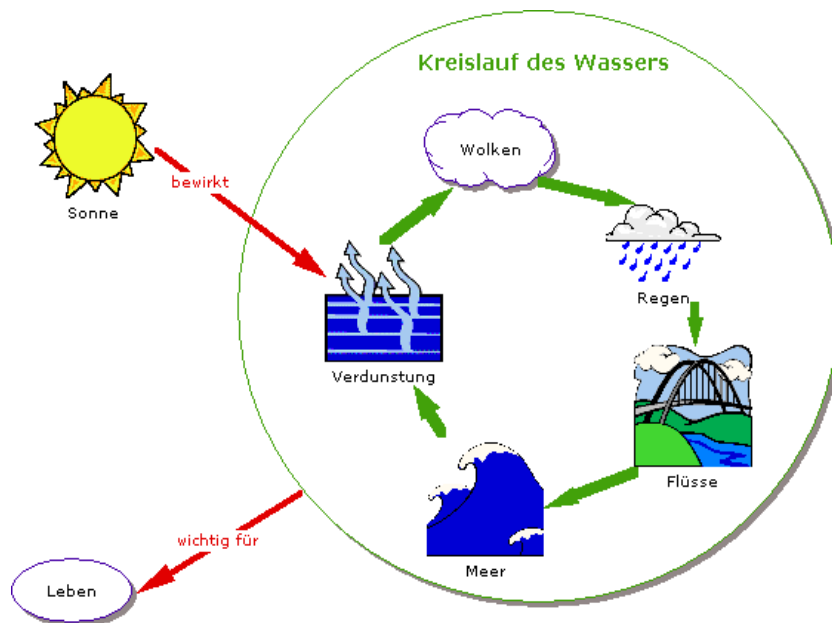 Kreislauf des Wassers
Wolken
bewirkt
Sonne
Regen
Verdunstung
Flüsse
wichtig für
Meer
Leben